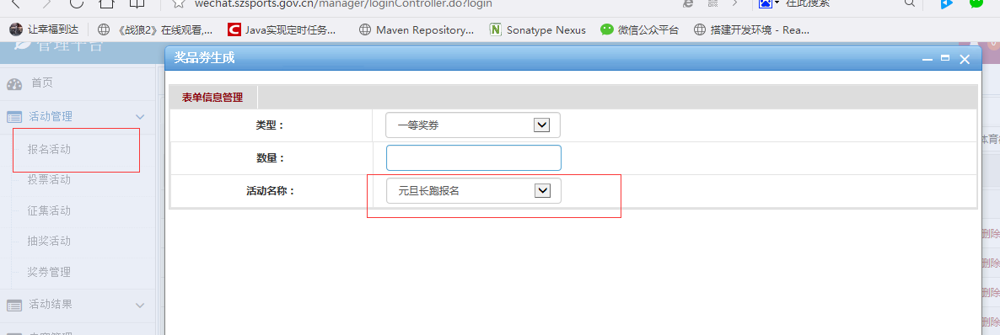 wechat.szsports.gov.cn/manager/loginController.do?login
在此搜索
让幸福到达 《战狼2》在线观看,... Java实现定时任务... Maven Repository... Sonatype Nexus 微信公众平台 搭建开发环境 - Rea...
管理平台
奖品券生成
首页
表单信息管理
活动管理
类型： 一等奖券
报名活动
数量：
投票活动
活动名称： 元旦长跑报名
征集活动
抽奖活动
删除
奖券管理
删除
活动结果
删除
删除